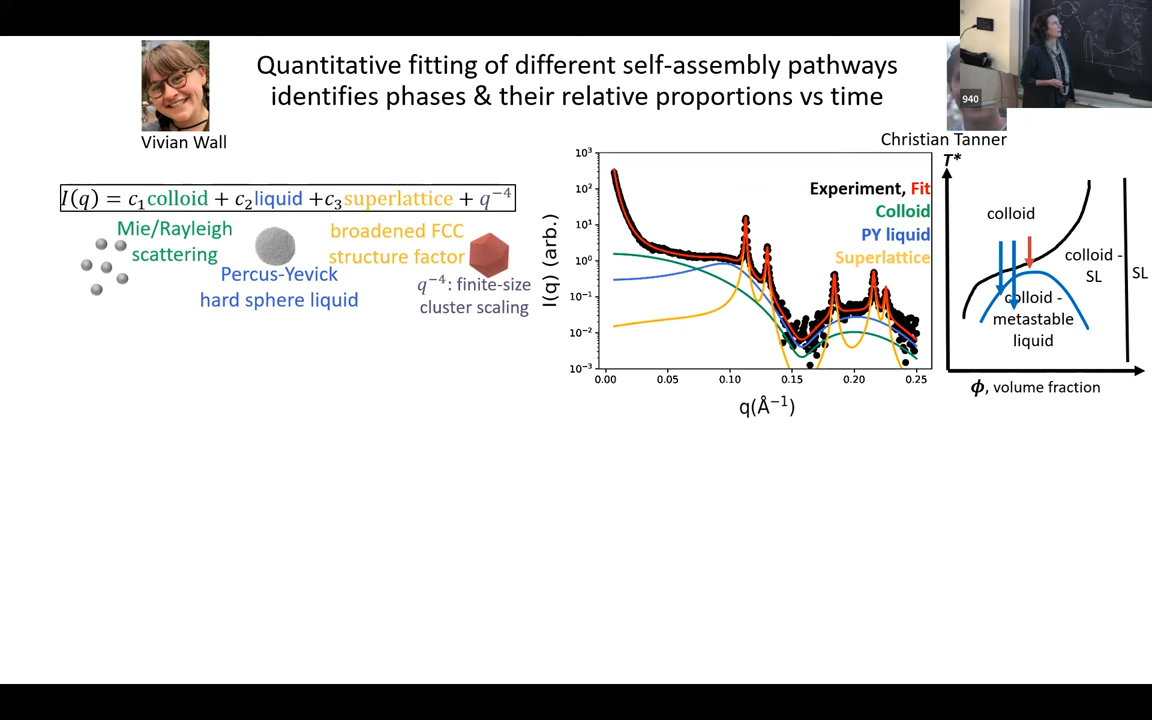 Quantitative fitting of different self-assembly pathways
identifies phases & their relative proportions vs time
940
Vivian Wall
Christian Tanner
I(q) = c₁colloid + c₂liquid +c₃superlattice + q⁻⁴
Mie/Rayleigh
scattering
Percus-Yevick
hard sphere liquid
broadened FCC
structure factor
q⁻⁴: finite-size
cluster scaling
I(q) (arb.)
10³
10²
10¹
10⁰
10⁻¹
10⁻²
10⁻³
0.00 0.05 0.10 0.15 0.20 0.25
q(Å⁻¹)
Experiment, Fit
Colloid
PY liquid
Superlattice
T*
colloid
colloid -
SL
SL
colloid -
metastable
liquid
ϕ, volume fraction